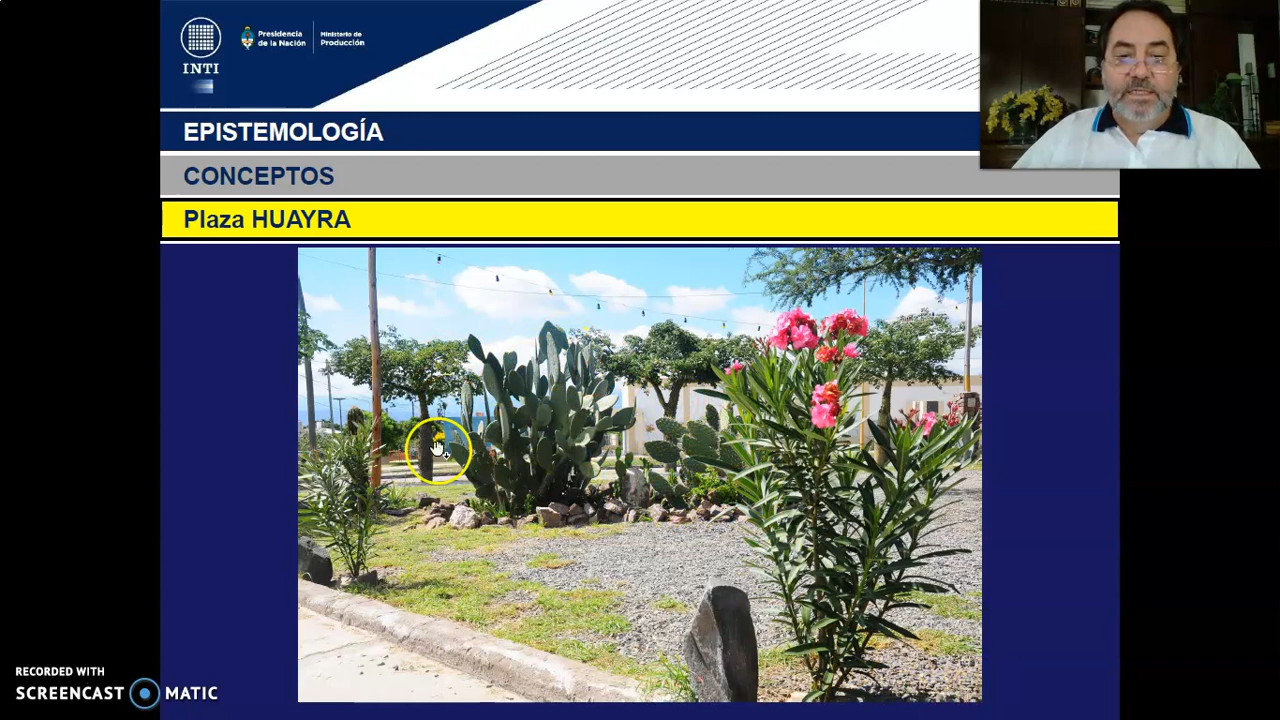 INTI
Presidencia
de la Nación
Ministerio de
Producción
EPISTEMOLOGÍA
CONCEPTOS
Plaza HUAYRA
RECORDED WITH
SCREENCAST MATIC